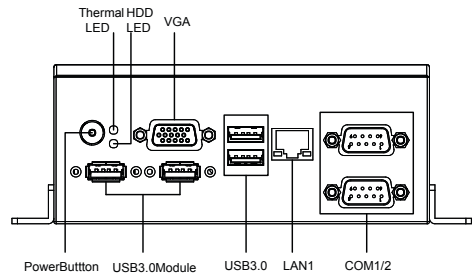 Thermal HDD
LED LED
VGA
PowerButtton
USB3.0Module
USB3.0
LAN1
COM1/2